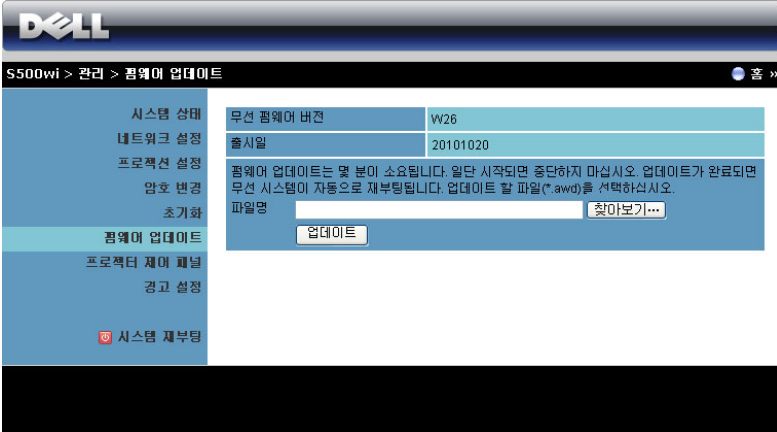 DELL
S500wi > 관리 > 펌웨어 업데이트
홈 »
시스템 상태
네트워크 설정
프로젝션 설정
암호 변경
초기화
펌웨어 업데이트
프로젝터 제어 패널
경고 설정
시스템 재부팅
무선 펌웨어 버전 W26
출시일 20101020
펌웨어 업데이트는 몇 분이 소요됩니다. 일단 시작되면 중단하지 마십시오. 업데이트가 완료되면
무선 시스템이 자동으로 재부팅됩니다. 업데이트 할 파일(*.awd)을 선택하십시오.
파일명 찾아보기...
업데이트